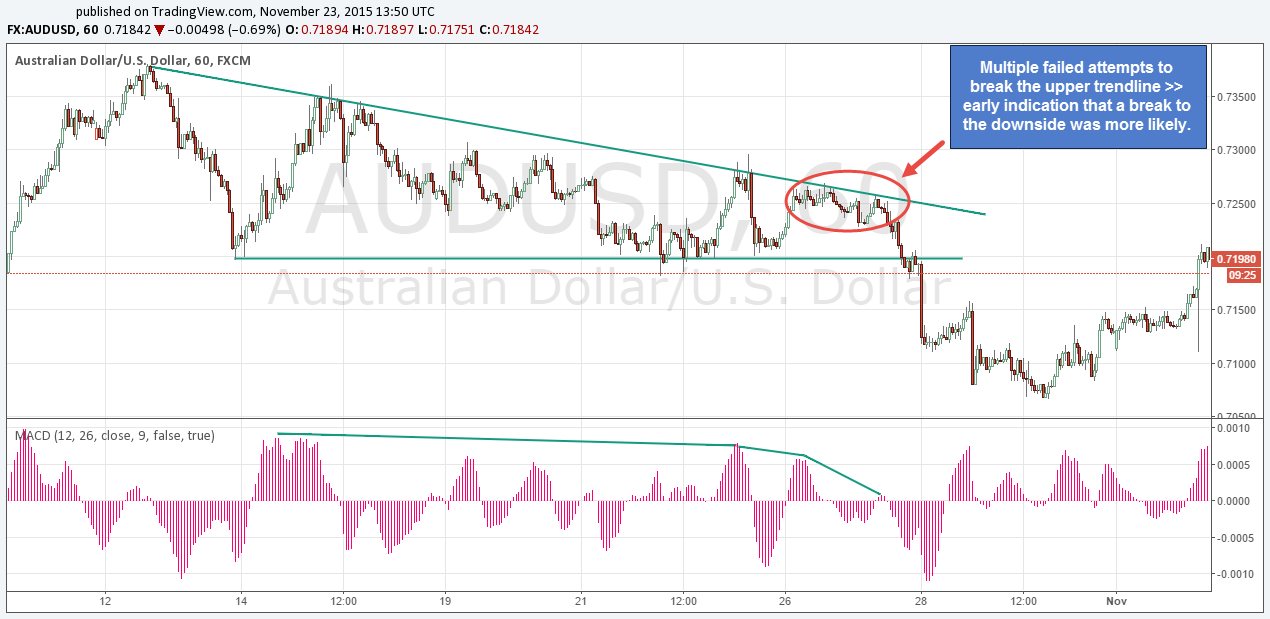 published on TradingView.com, November 23, 2015 13:50 UTC
FX:AUDUSD, 60 0.71842 ▼ −0.00498 (−0.69%) O: 0.71894 H: 0.71897 L: 0.71751 C: 0.71842
Australian Dollar/U.S. Dollar, 60, FXCM
Multiple failed attempts to
break the upper trendline >>
early indication that a break to
the downside was more likely.
AUDUSD, 60
Australian Dollar/U.S. Dollar
0.73500
0.73000
0.72500
0.71980
09:25
0.71500
0.71000
0.70500
MACD (12, 26, close, 9, false, true)
0.0010
0.0005
0.0000
-0.0005
-0.0010
12 14 12:00 19 21 12:00 26 28 12:00 Nov